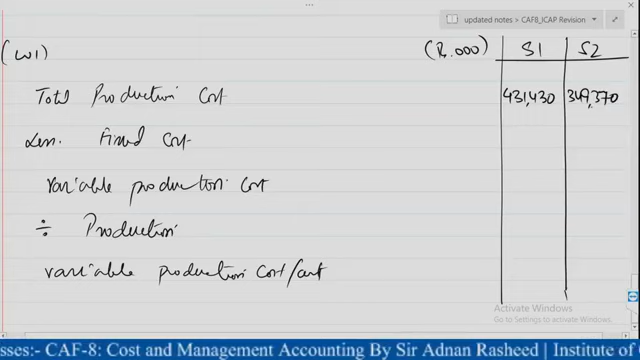 updated notes > CAF8_ICAP Revision
(W1) (R.000) S1 S2
Total Production Cost 431,430 349,370
Less. Fixed Cost
Variable production cost
÷ Production
variable production cost/unit
Activate Windows
Go to Settings to activate Windows.
sses:- CAF-8: Cost and Management Accounting By Sir Adnan Rasheed | Institute of